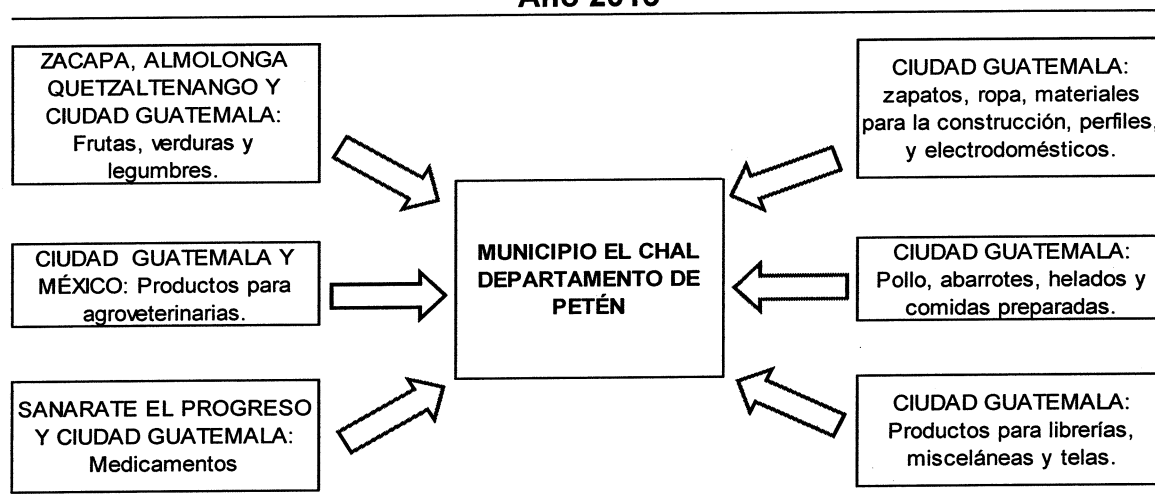 Año
ZACAPA, ALMOLONGA
QUETZALTENANGO Y
CIUDAD GUATEMALA:
Frutas, verduras y
legumbres.
CIUDAD GUATEMALA Y
MÉXICO: Productos para
agroveterinarias.
SANARATE EL PROGRESO
Y CIUDAD GUATEMALA:
Medicamentos
MUNICIPIO EL CHAL
DEPARTAMENTO DE
PETÉN
CIUDAD GUATEMALA:
zapatos, ropa, materiales
para la construcción, perfiles,
y electrodomésticos.
CIUDAD GUATEMALA:
Pollo, abarrotes, helados y
comidas preparadas.
CIUDAD GUATEMALA:
Productos para librerías,
misceláneas y telas.